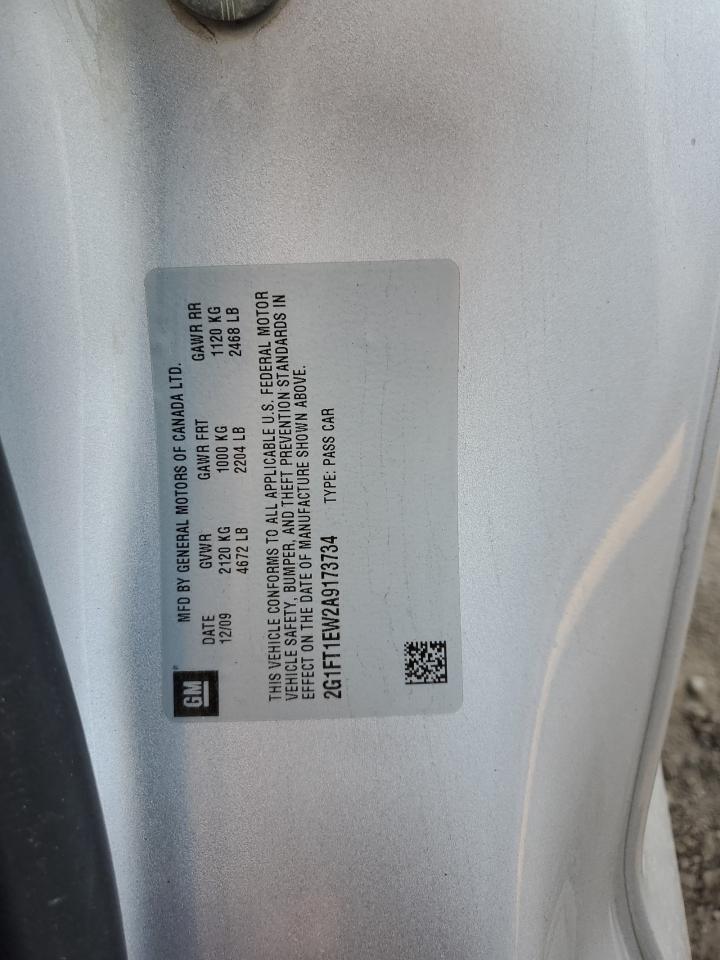 GM
MFD BY GENERAL MOTORS OF CANADA LTD.
DATE GVWR GAWR FRT GAWR RR
12/09 2120 KG 1000 KG 1120 KG
4672 LB 2204 LB 2468 LB
THIS VEHICLE CONFORMS TO ALL APPLICABLE U.S. FEDERAL MOTOR
VEHICLE SAFETY, BUMPER, AND THEFT PREVENTION STANDARDS IN
EFFECT ON THE DATE OF MANUFACTURE SHOWN ABOVE.
2G1FT1EW2A9173734 TYPE: PASS CAR